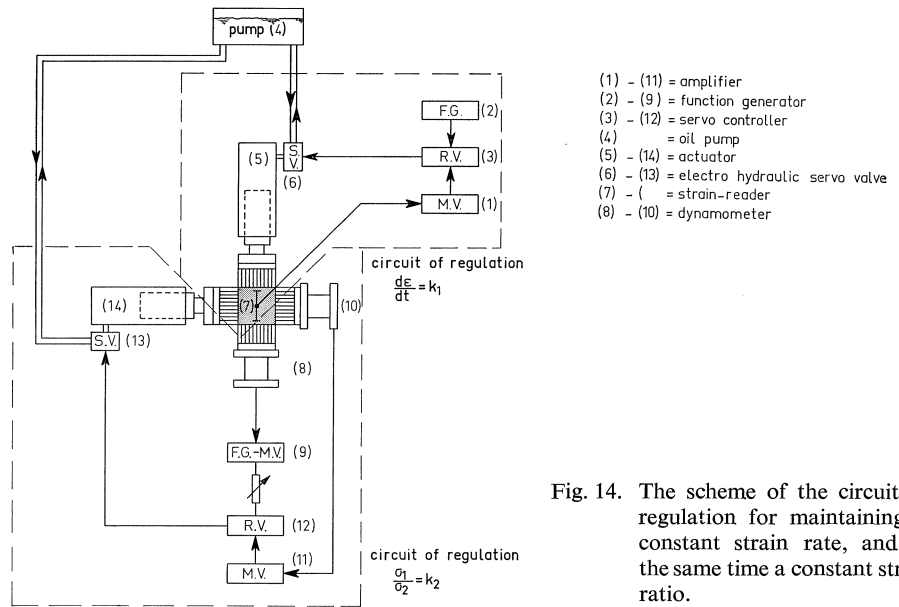 pump (4)
(1) - (11) = amplifier
(2) - (9) = function generator
(3) - (12) = servo controller
(4) = oil pump
(5) - (14) = actuator
(6) - (13) = electro hydraulic servo valve
(7) - ( = strain-reader
(8) - (10) = dynamometer
F.G. (2)
(5)
S.V.
R.V. (3)
(6)
M.V. (1)
circuit of regulation
dε/dt = k₁
(14)
(7)
(10)
S.V. (13)
(8)
F.G.-M.V. (9)
R.V. (12)
(11)
M.V.
circuit of regulation
σ₁/σ₂ = k₂
Fig. 14. The scheme of the circuit
regulation for maintaining
constant strain rate, and
the same time a constant str
ratio.